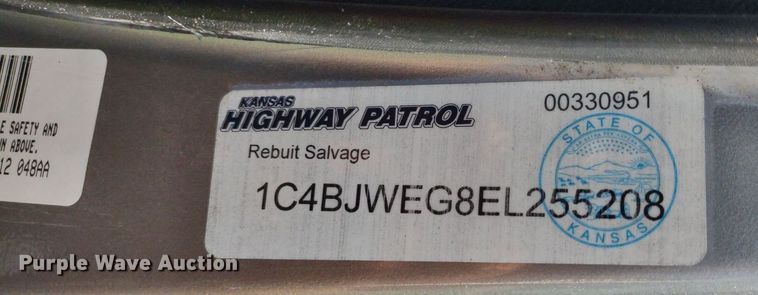 E SAFETY AND
N ABOVE.
12 048AA
KANSAS
HIGHWAY PATROL
00330951
Rebuit Salvage
1C4BJWEG8EL255208
STATE OF
KANSAS
Purple Wave Auction